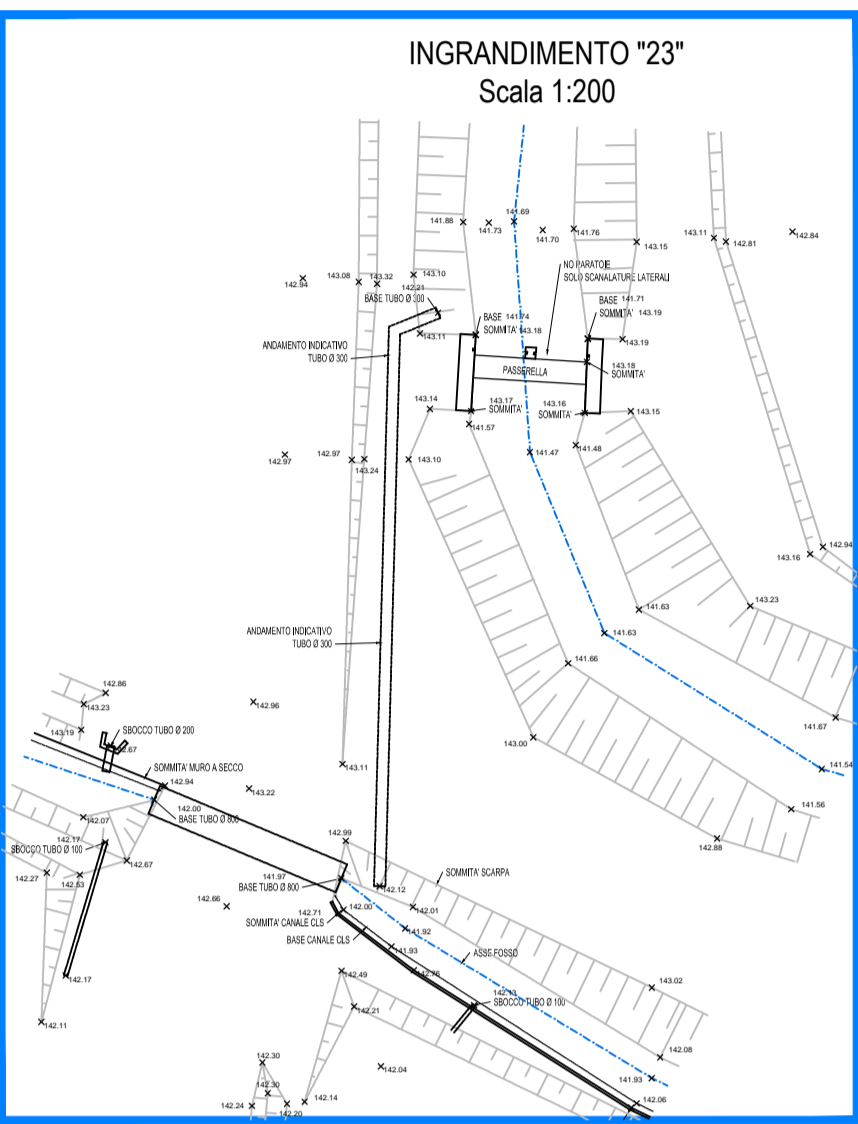 INGRANDIMENTO "23"
Scala 1:200
141.88
141.73
141.69
141.70
141.76
143.15
143.11
142.81
142.84
142.94
143.08
143.32
143.10
142.21
BASE TUBO Ø 300
NO PARATOIE
SOLO SCANALATURE LATERALI
BASE 141.74
SOMMITA' 143.18
BASE 141.71
SOMMITA' 143.19
143.11
143.19
ANDAMENTO INDICATIVO
TUBO Ø 300
PASSERELLA
143.18
SOMMITA'
143.14
143.17
SOMMITA'
143.16
SOMMITA'
143.15
141.57
141.48
141.47
142.97
142.97
143.24
143.10
142.94
143.16
143.23
141.63
141.63
ANDAMENTO INDICATIVO
TUBO Ø 300
141.66
142.86
143.23
142.96
143.19
SBOCCO TUBO Ø 200
142.67
141.67
143.00
143.11
141.54
SOMMITA' MURO A SECCO
142.94
143.22
142.00
BASE TUBO Ø 800
141.56
142.07
142.17
SBOCCO TUBO Ø 100
142.99
142.88
142.67
142.27
142.53
141.97
BASE TUBO Ø 800
142.12
SOMMITA' SCARPA
142.66
142.71
142.00
142.01
SOMMITA' CANALE CLS
141.92
BASE CANALE CLS
141.93
ASSE FOSSO
142.17
142.49
142.76
143.02
142.13
SBOCCO TUBO Ø 100
142.21
142.11
142.30
142.04
142.08
141.93
142.30
142.24
142.20
142.14
142.06